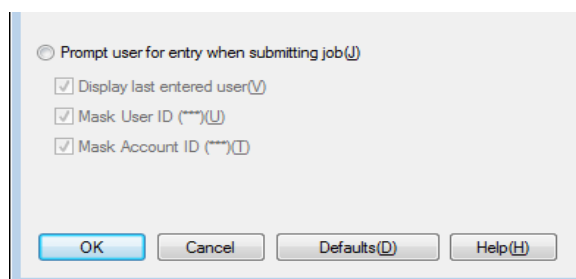 Prompt user for entry when submitting job(J)
Display last entered user(V)
Mask User ID (***)(U)
Mask Account ID (***)(T)
OK Cancel Defaults(D) Help(H)